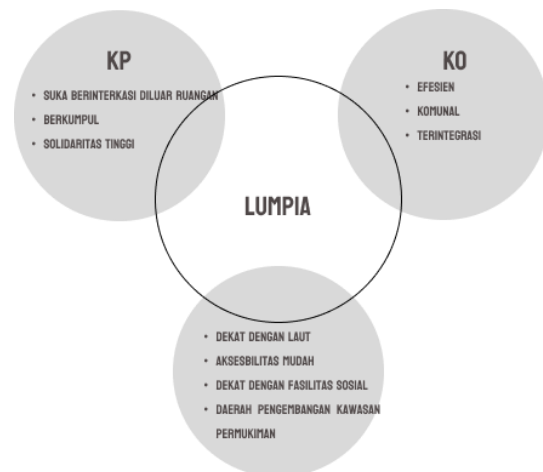 KP
• SUKA BERINTERKASI DILUAR RUANGAN
• BERKUMPUL
• SOLIDARITAS TINGGI
KO
• EFESIEN
• KOMUNAL
• TERINTEGRASI
LUMPIA
• DEKAT DENGAN LAUT
• AKSESBILITAS MUDAH
• DEKAT DENGAN FASILITAS SOSIAL
• DAERAH PENGEMBANGAN KAWASAN
PERMUKIMAN